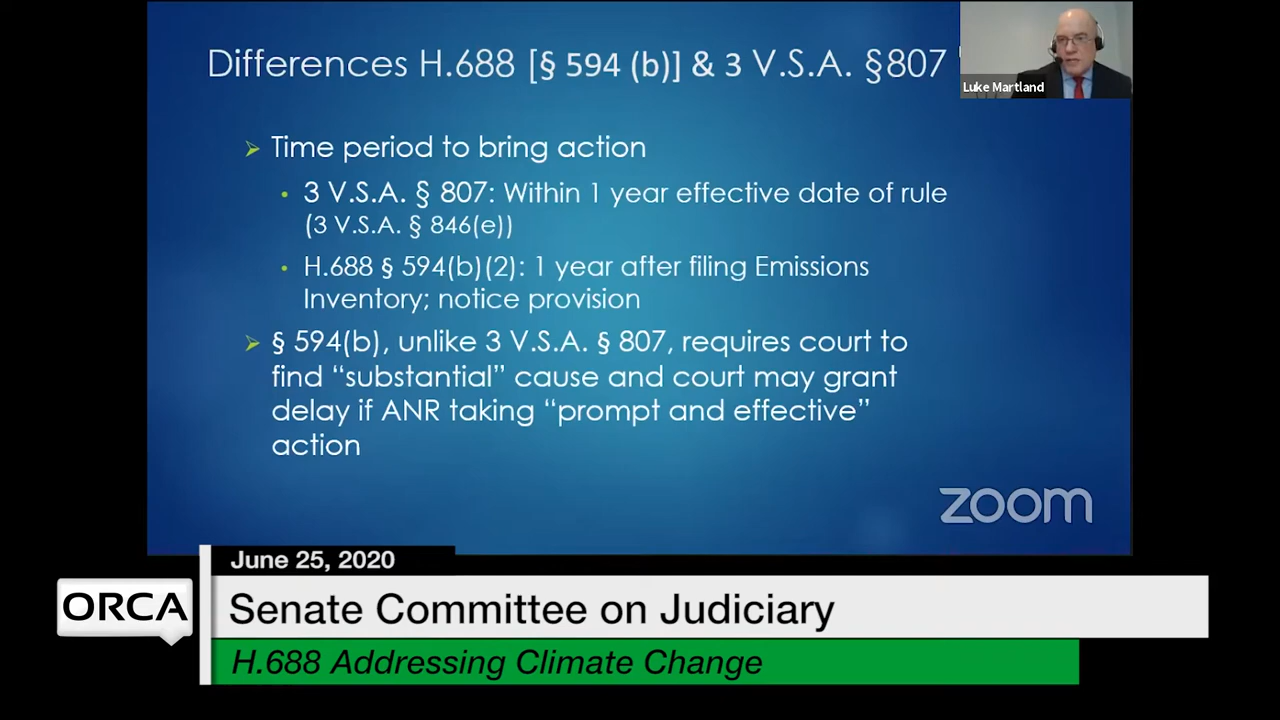 Differences H.688 [§ 594 (b)] & 3 V.S.A. §807
Luke Martland
➢ Time period to bring action
• 3 V.S.A. § 807: Within 1 year effective date of rule
(3 V.S.A. § 846(e))
• H.688 § 594(b)(2): 1 year after filing Emissions
Inventory; notice provision
➢ § 594(b), unlike 3 V.S.A. § 807, requires court to
find “substantial” cause and court may grant
delay if ANR taking “prompt and effective”
action
zoom
June 25, 2020
ORCA
Senate Committee on Judiciary
H.688 Addressing Climate Change